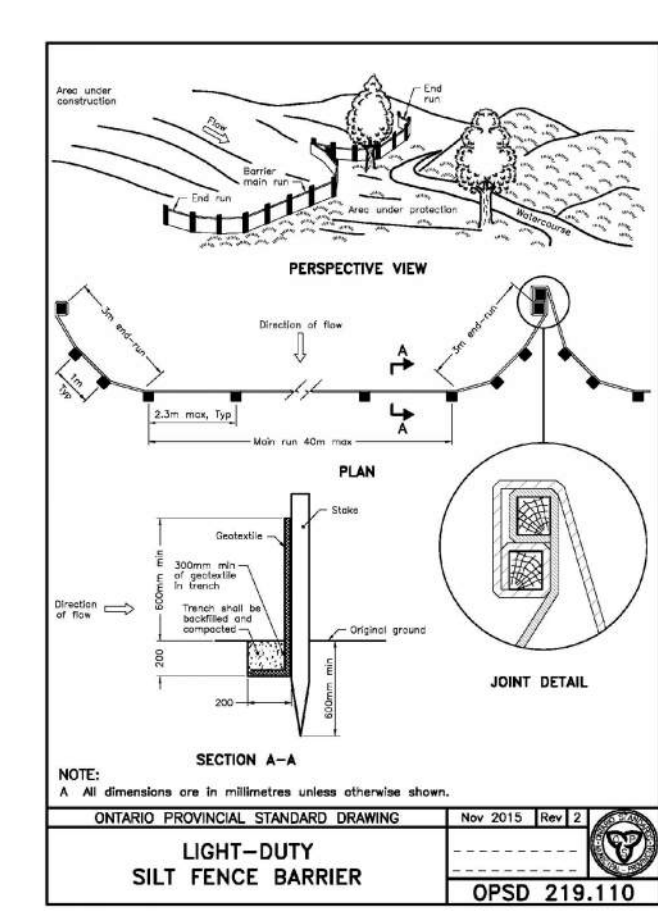 Area under
construction
Flow
End
run
Barrier
main run
End run
Area under protection
Watercourse
PERSPECTIVE VIEW
3m end-run
Direction of flow
A
3m end-run
1m
Typ
2.3m max, Typ
A
Main run 40m max
PLAN
Stake
Geotextile
600mm min
300mm min
of geotextile
in trench
Direction
of flow
Trench shall be
backfilled and
compacted
Original ground
200
600mm min
200
JOINT DETAIL
SECTION A-A
NOTE:
A All dimensions are in millimetres unless otherwise shown.
ONTARIO PROVINCIAL STANDARD DRAWING
Nov 2015
Rev
2
LIGHT-DUTY
SILT FENCE BARRIER
OPSD 219.110